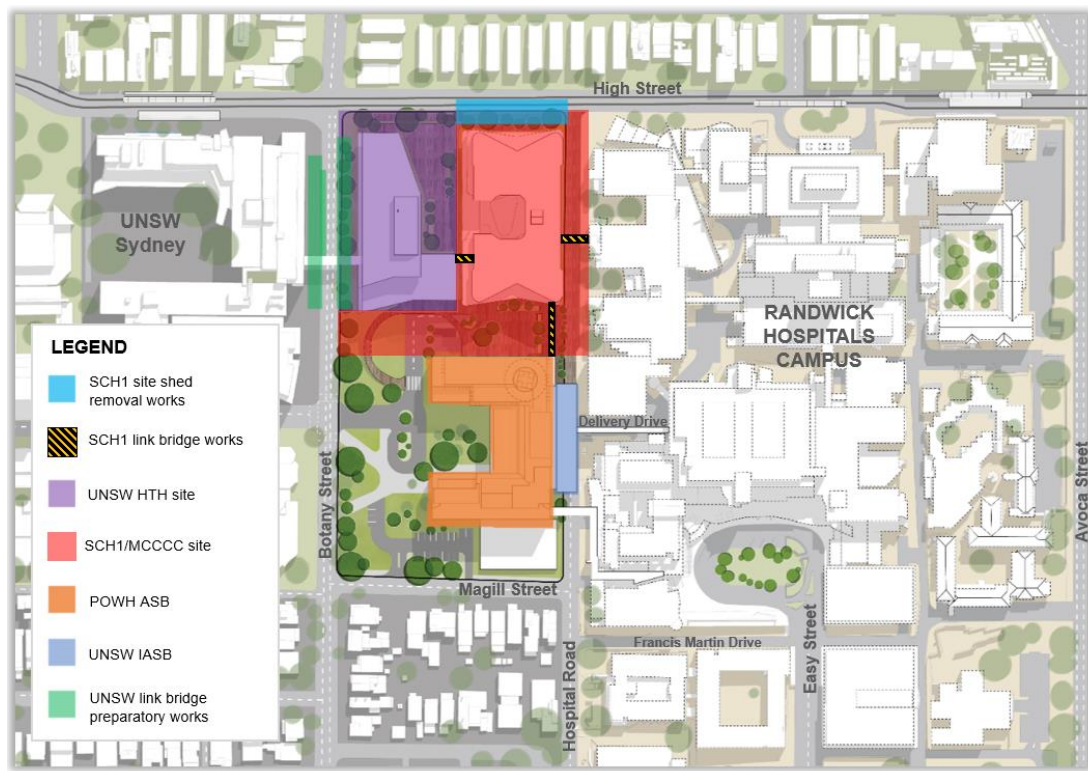 High Street
UNSW
Sydney
RANDWICK
HOSPITALS
CAMPUS
LEGEND
SCH1 site shed
removal works
SCH1 link bridge works
UNSW HTH site
SCH1/MCCCC site
POWH ASB
UNSW IASB
UNSW link bridge
preparatory works
Botany Street
Delivery Drive
Avoca Street
Magill Street
Hospital Road
Francis Martin Drive
Easy Street